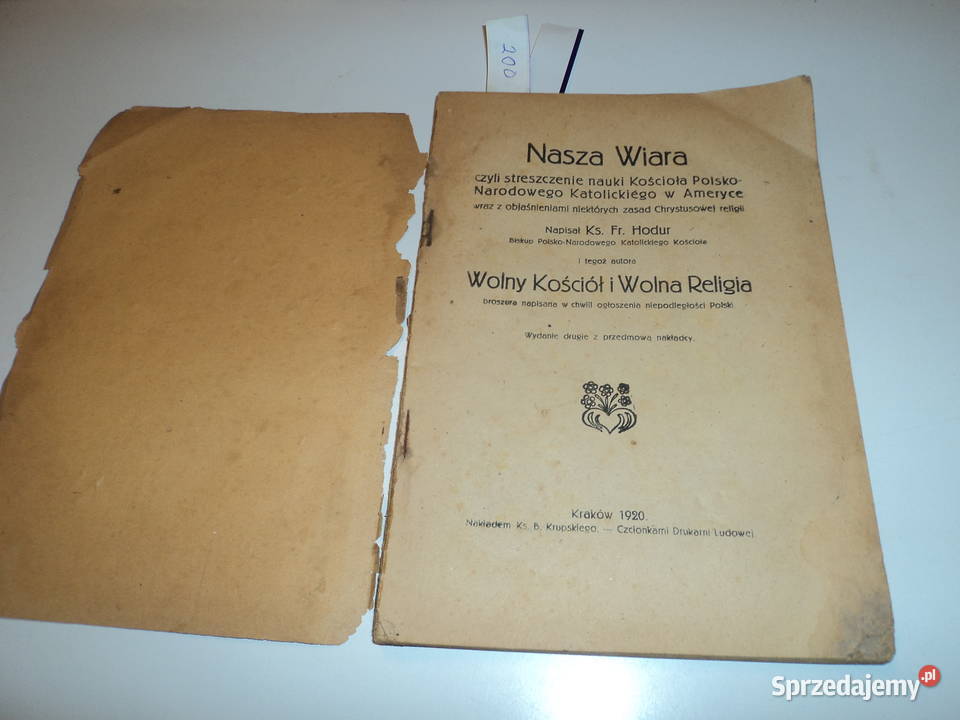 200
Nasza Wiara
czyli streszczenie nauki Kościoła Polsko-
Narodowego Katolickiego w Ameryce
wraz z objaśnieniami niektórych zasad Chrystusowej religii
Napisał Ks. Fr. Hodur
Biskup Polsko-Narodowego Katolickiego Kościoła
i tegoż autora
Wolny Kościół i Wolna Religia
broszura napisana w chwili ogłoszenia niepodległości Polski.
Wydanie drugie z przedmową nakładcy.
Kraków 1920.
Nakładem Ks. B. Krupskiego. — Czcionkami Drukarni Ludowej
Sprzedajemy.pl